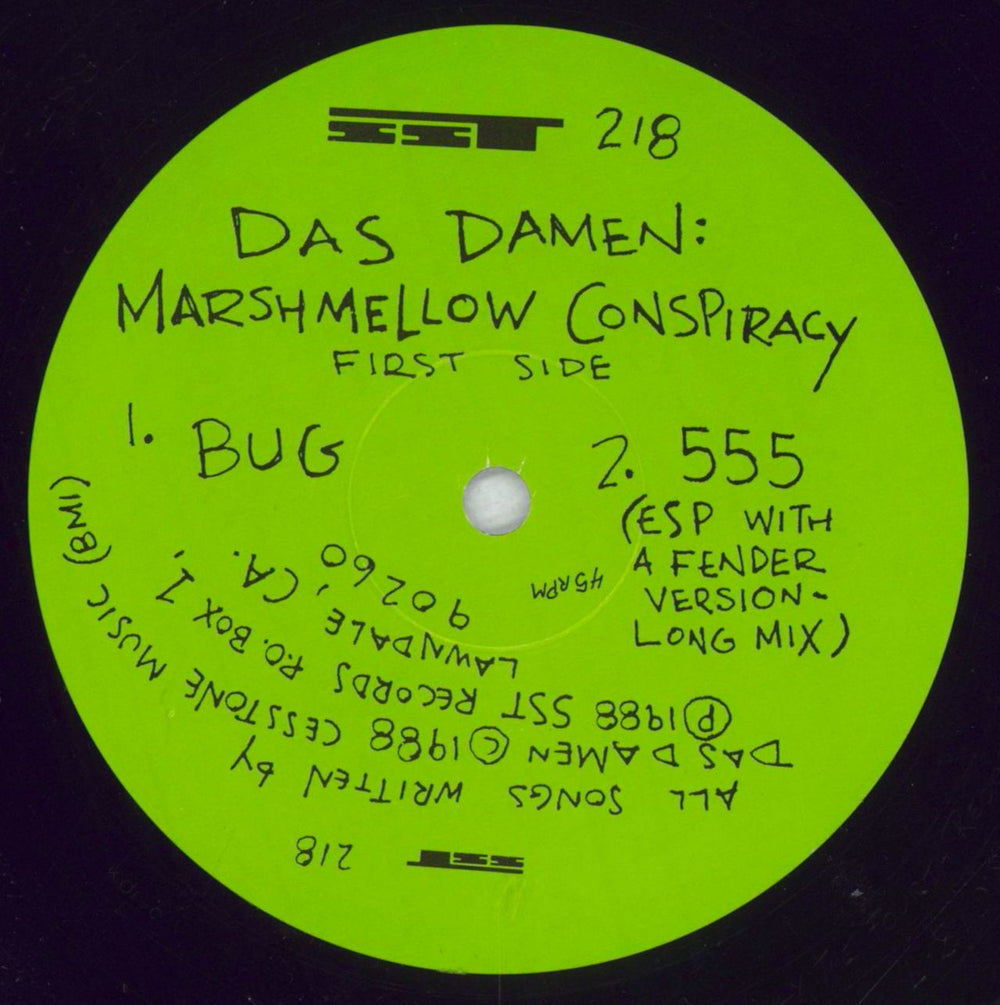 SST 218
DAS DAMEN:
MARSHMELLOW CONSPIRACY
FIRST SIDE
1. BUG
2. 555
(ESP WITH
A FENDER
VERSION-
LONG MIX)
45 RPM
ALL SONGS WRITTEN by
DAS DAMEN © 1988 CESSTONE MUSIC (BMI)
℗ 1988 SST RECORDS P.O. BOX 1,
LAWNDALE, CA.
90260
SST 218